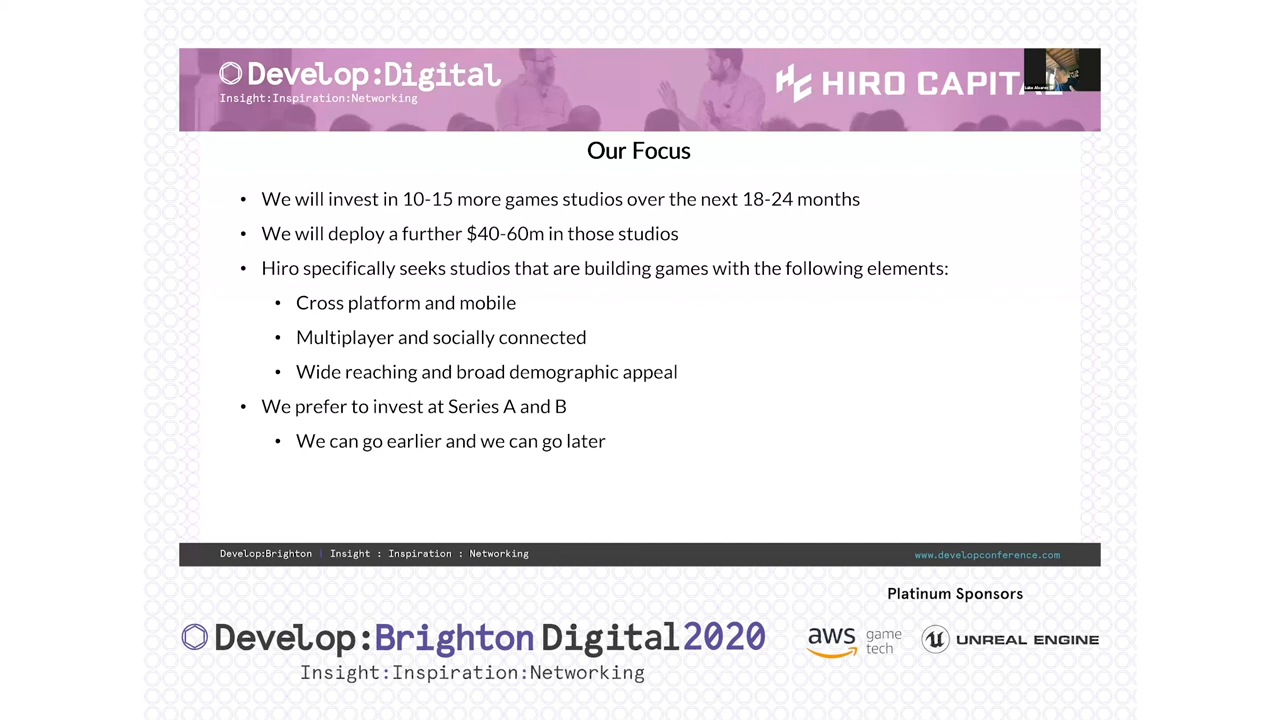 Develop:Digital
Insight:Inspiration:Networking
HIRO CAPITAL
Luke Alvarez
Our Focus
• We will invest in 10-15 more games studios over the next 18-24 months
• We will deploy a further $40-60m in those studios
• Hiro specifically seeks studios that are building games with the following elements:
• Cross platform and mobile
• Multiplayer and socially connected
• Wide reaching and broad demographic appeal
• We prefer to invest at Series A and B
• We can go earlier and we can go later
Develop:Brighton | Insight : Inspiration : Networking
www.developconference.com
Platinum Sponsors
Develop:Brighton Digital 2020
Insight:Inspiration:Networking
aws game tech
UNREAL ENGINE